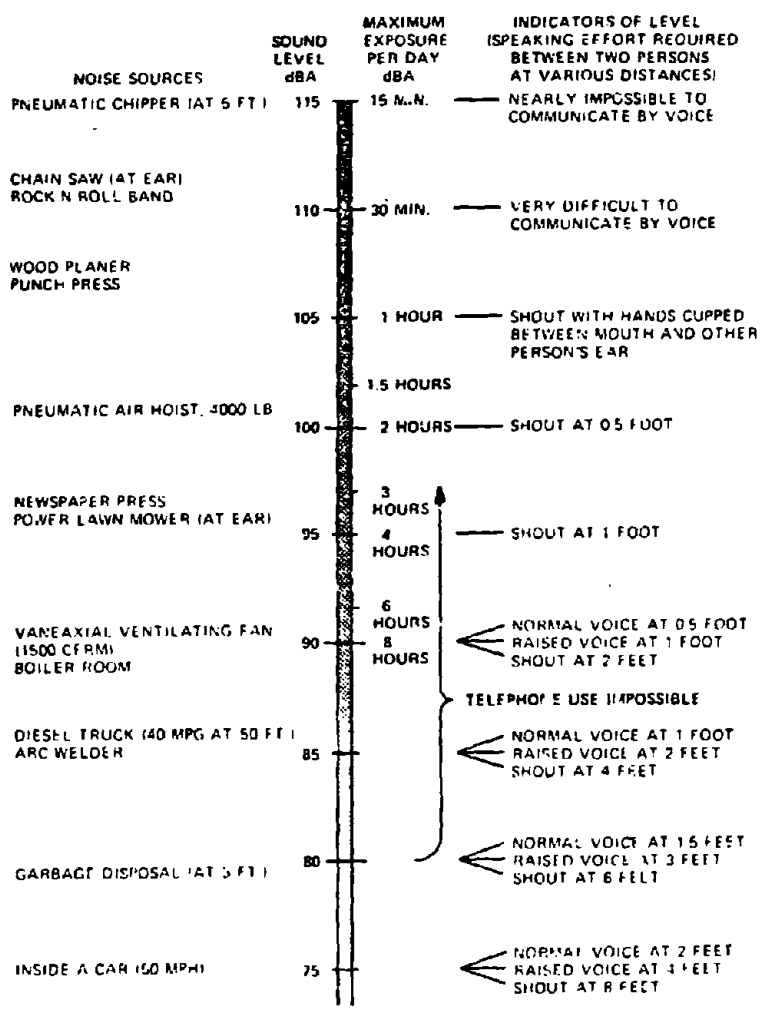 MAXIMUM
EXPOSURE
PER DAY
dBA
INDICATORS OF LEVEL
(SPEAKING EFFORT REQUIRED
BETWEEN TWO PERSONS
AT VARIOUS DISTANCES)
SOUND
LEVEL
dBA
NOISE SOURCES
PNEUMATIC CHIPPER (AT 5 FT.) 115 15 MIN. NEARLY IMPOSSIBLE TO
COMMUNICATE BY VOICE
CHAIN SAW (AT EAR)
ROCK N ROLL BAND
110 30 MIN. VERY DIFFICULT TO
COMMUNICATE BY VOICE
WOOD PLANER
PUNCH PRESS
105 1 HOUR SHOUT WITH HANDS CUPPED
BETWEEN MOUTH AND OTHER
PERSON'S EAR
1.5 HOURS
PNEUMATIC AIR HOIST, 4000 LB
100 2 HOURS SHOUT AT 0.5 FOOT
3
HOURS
NEWSPAPER PRESS
POWER LAWN MOWER (AT EAR)
95 4
HOURS
SHOUT AT 1 FOOT
6
HOURS
VANEAXIAL VENTILATING FAN
(1500 CFRM)
BOILER ROOM
90 8
HOURS
NORMAL VOICE AT 0.5 FOOT
RAISED VOICE AT 1 FOOT
SHOUT AT 2 FEET
TELEPHONE USE IMPOSSIBLE
DIESEL TRUCK (40 MPG AT 50 FT.)
ARC WELDER
85
NORMAL VOICE AT 1 FOOT
RAISED VOICE AT 2 FEET
SHOUT AT 4 FEET
80
NORMAL VOICE AT 1.5 FEET
RAISED VOICE AT 3 FEET
SHOUT AT 6 FEET
GARBAGE DISPOSAL (AT FT.)
INSIDE A CAR (50 MPH) 75
NORMAL VOICE AT 2 FEET
RAISED VOICE AT 4 FEET
SHOUT AT 8 FEET